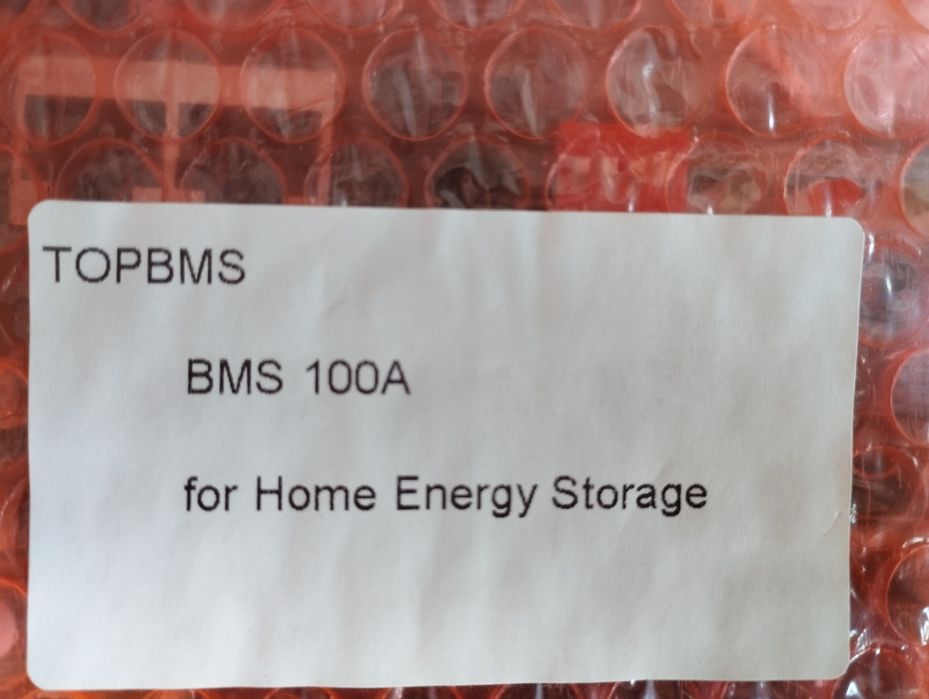 TOPBMS
BMS 100A
for Home Energy Storage